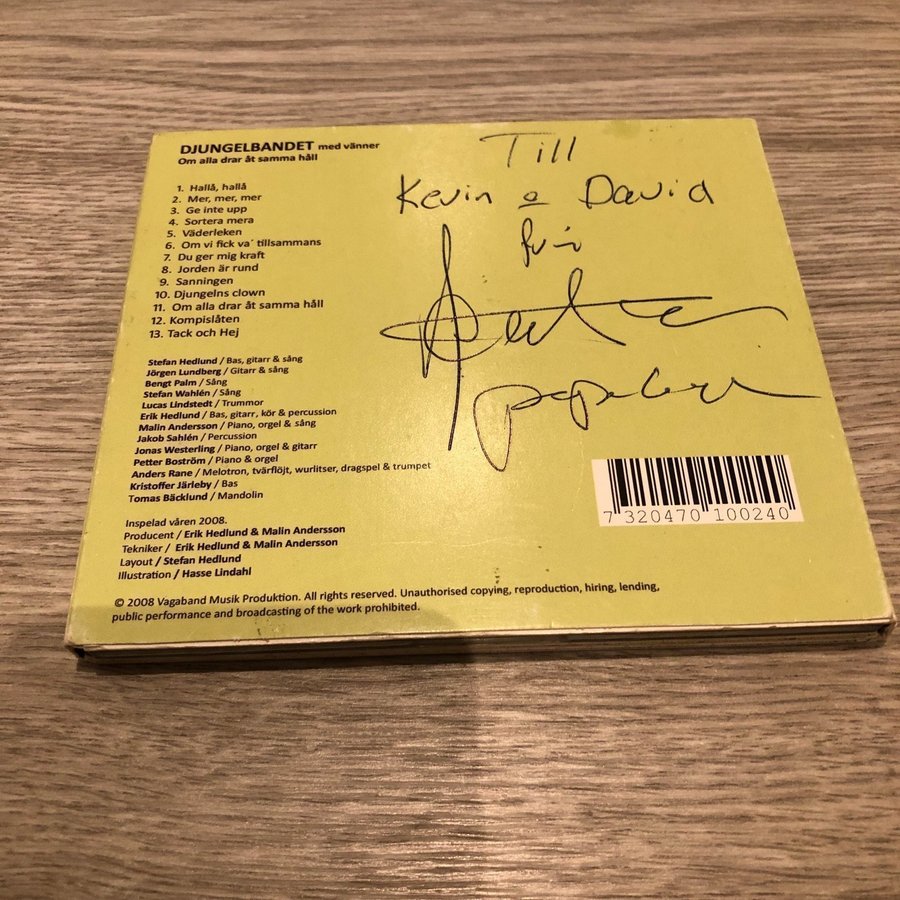 DJUNGELBANDET med vänner
Om alla drar åt samma håll
1. Hallå, hallå
2. Mer, mer, mer
3. Ge inte upp
4. Sortera mera
5. Väderleken
6. Om vi fick va´ tillsammans
7. Du ger mig kraft
8. Jorden är rund
9. Sanningen
10. Djungelns clown
11. Om alla drar åt samma håll
12. Kompislåten
13. Tack och Hej
Stefan Hedlund / Bas, gitarr & sång
Jörgen Lundberg / Gitarr & sång
Bengt Palm / Sång
Stefan Wahlén / Sång
Lucas Lindstedt / Trummor
Erik Hedlund / Bas, gitarr, kör & percussion
Malin Andersson / Piano, orgel & sång
Jakob Sahlén / Percussion
Jonas Westerling / Piano, orgel & gitarr
Petter Boström / Piano & orgel
Anders Rane / Melotron, tvärflöjt, wurlitser, dragspel & trumpet
Kristoffer Järleby / Bas
Tomas Bäcklund / Mandolin
Inspelad våren 2008.
Producent / Erik Hedlund & Malin Andersson
Tekniker / Erik Hedlund & Malin Andersson
Layout / Stefan Hedlund
Illustration / Hasse Lindahl
© 2008 Vagaband Musik Produktion. All rights reserved. Unauthorised copying, reproduction, hiring, lending,
public performance and broadcasting of the work prohibited.
Till
Kevin o David
från
7 320470 100240